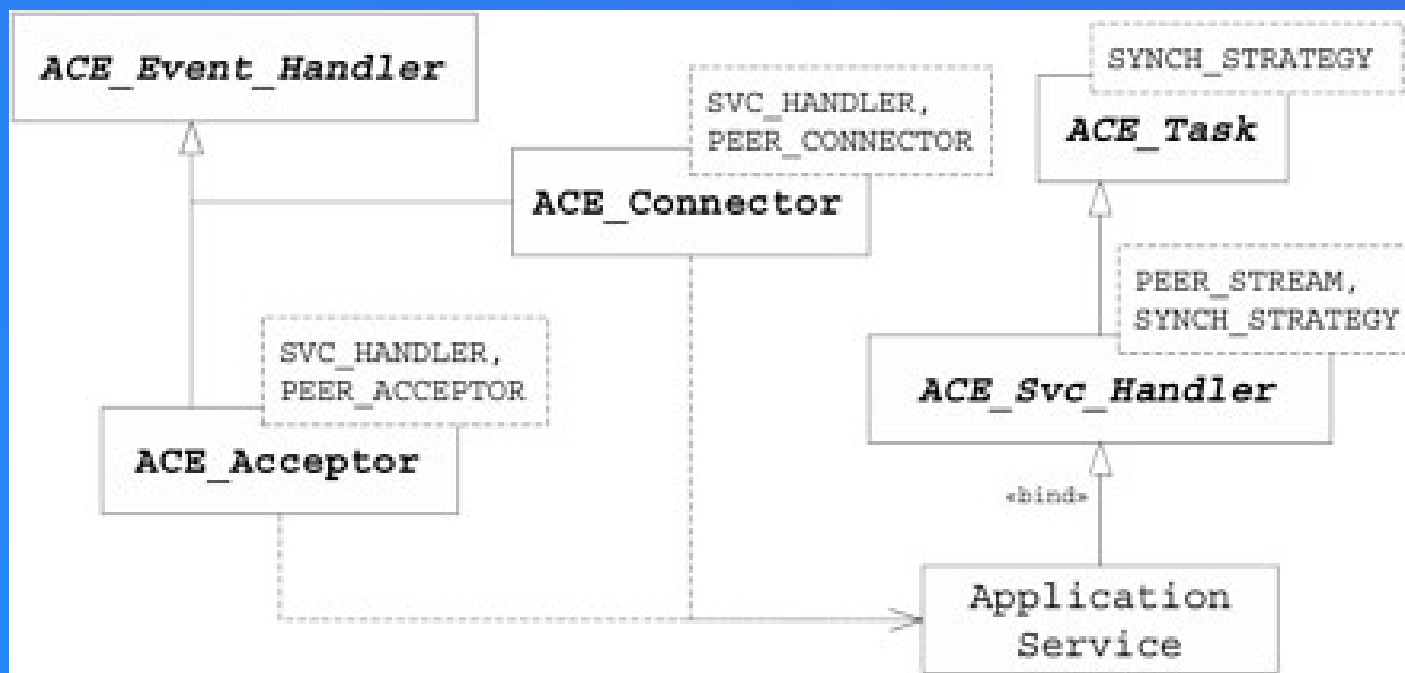 ACE_Event_Handler
SYNCH_STRATEGY
ACE_Task
SVC_HANDLER,
PEER_CONNECTOR
ACE_Connector
PEER_STREAM,
SYNCH_STRATEGY
ACE_Svc_Handler
SVC_HANDLER,
PEER_ACCEPTOR
ACE_Acceptor
«bind»
Application
Service